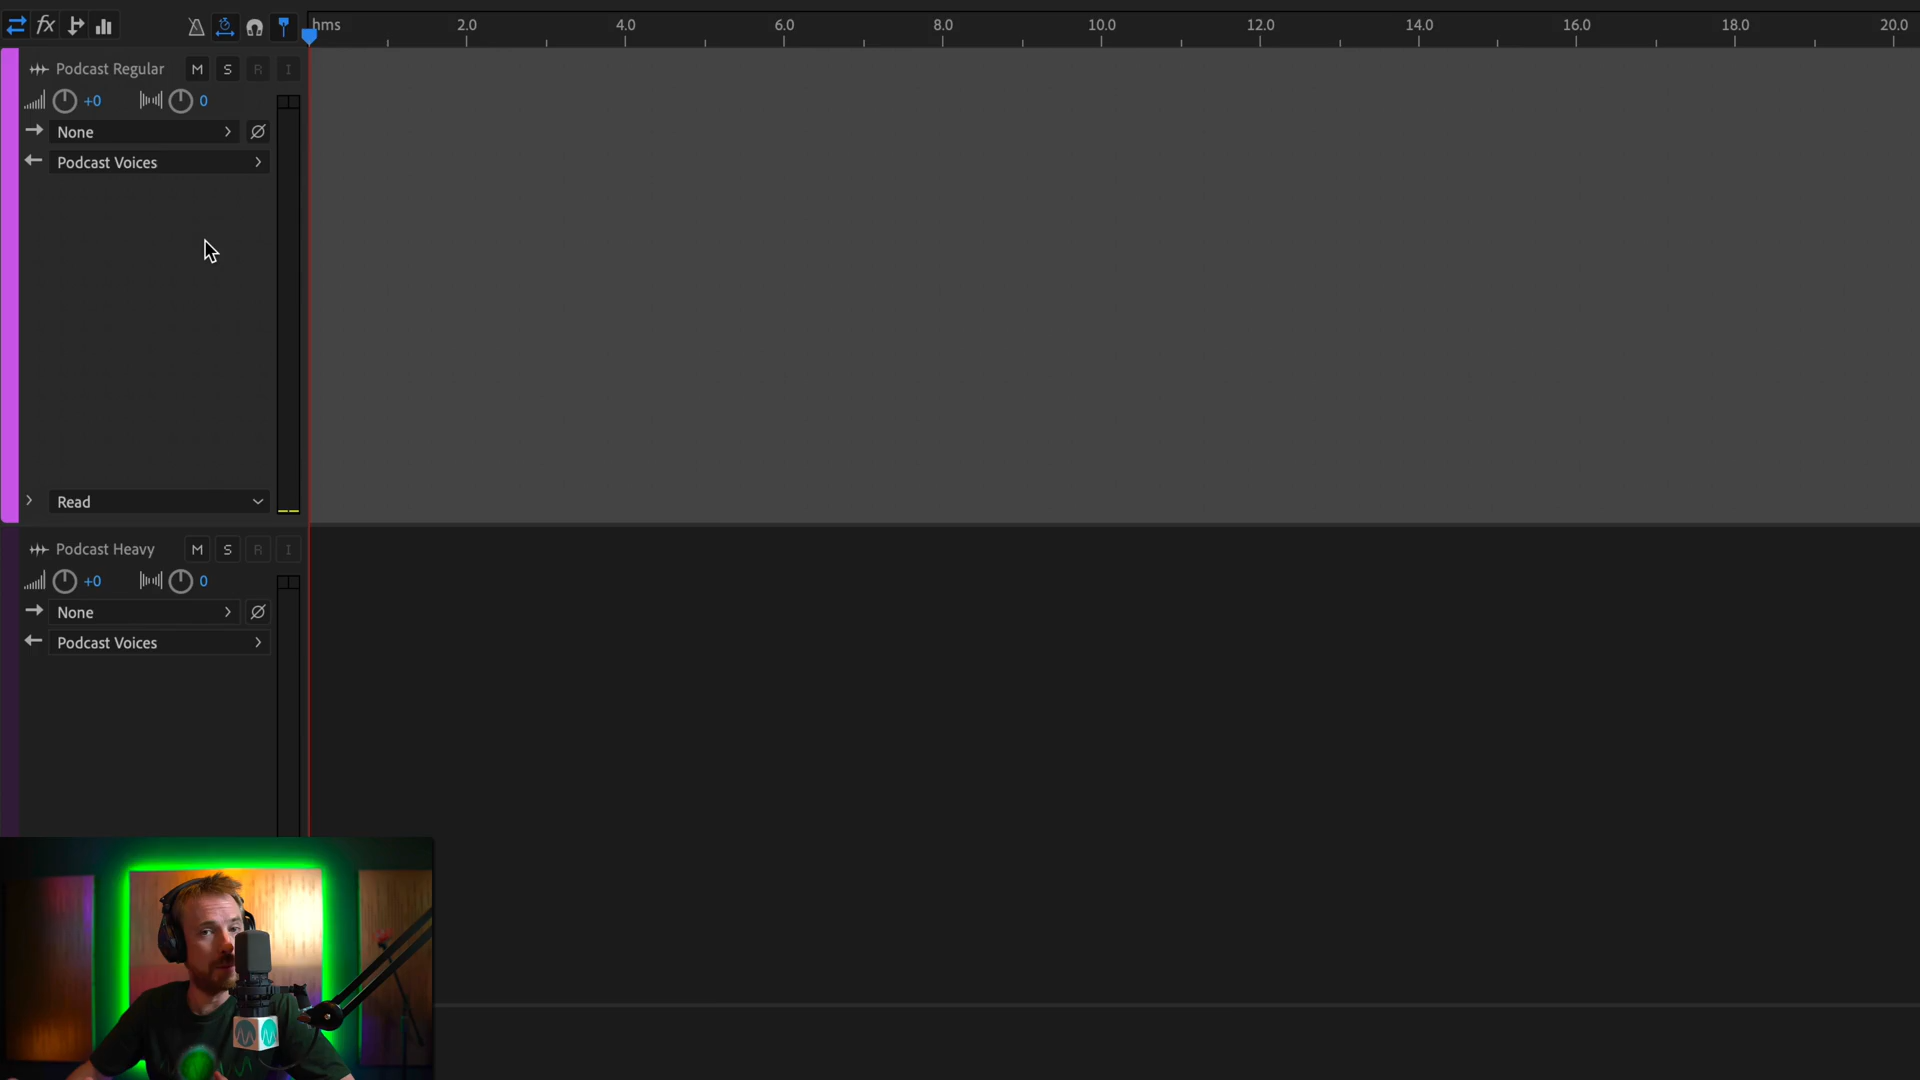 fx
hms 2.0 4.0 6.0 8.0 10.0 12.0 14.0 16.0 18.0 20.0
Podcast Regular M S R I
+0 0
None
Podcast Voices
Read
Podcast Heavy M S R I
+0 0
None
Podcast Voices